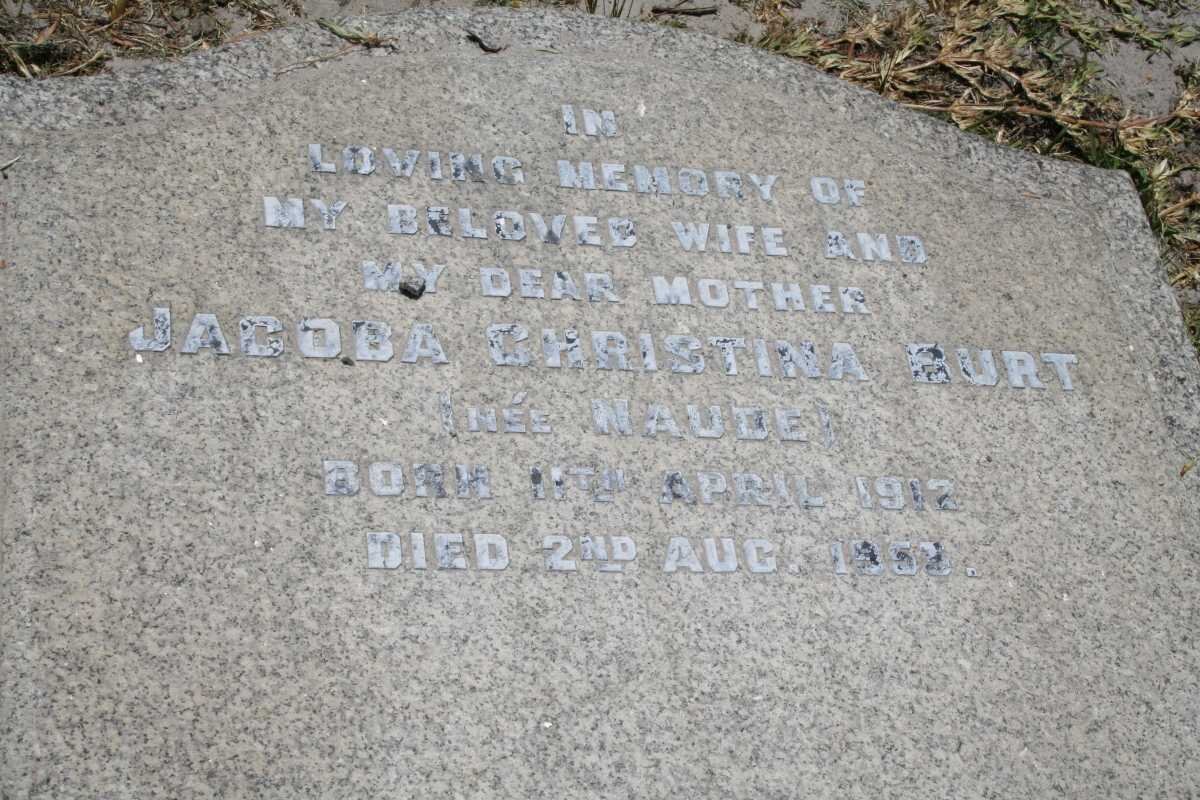 IN
LOVING MEMORY OF
MY BELOVED WIFE AND
MY DEAR MOTHER
JACOBA CHRISTINA BURT
(NÉE NAUDE)
BORN 11TH APRIL 1912
DIED 2ND AUG. 1953.